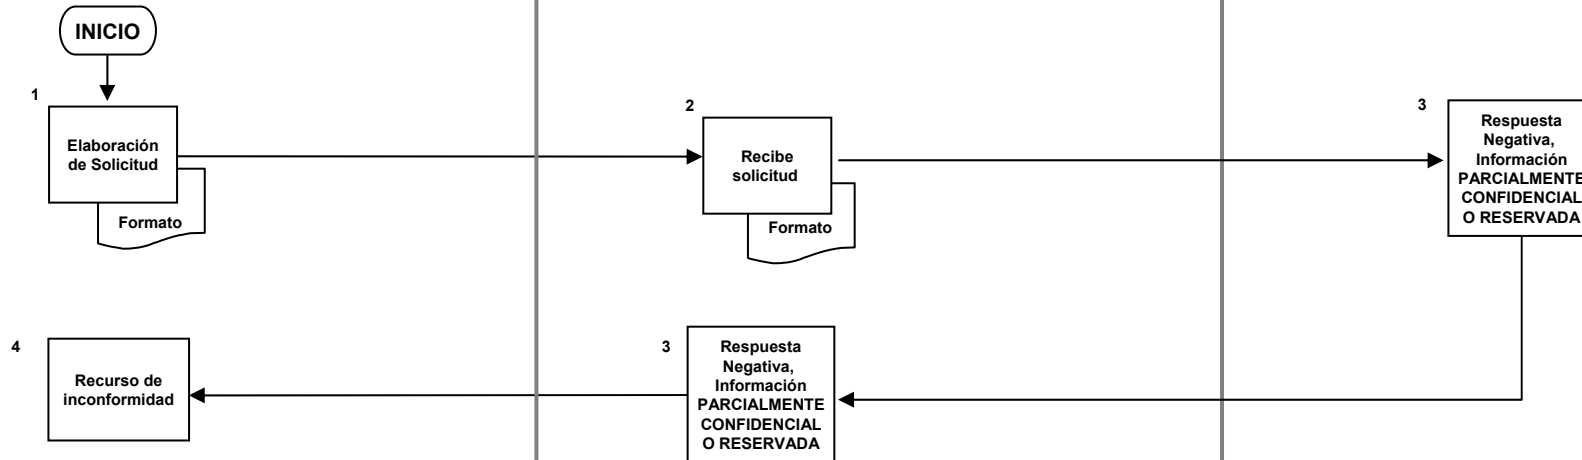 INICIO
1
Elaboración
de Solicitud
Formato
2
Recibe
solicitud
Formato
3
Respuesta
Negativa,
Información
PARCIALMENTE
CONFIDENCIAL
O RESERVADA
4
Recurso de
inconformidad
3
Respuesta
Negativa,
Información
PARCIALMENTE
CONFIDENCIAL
O RESERVADA